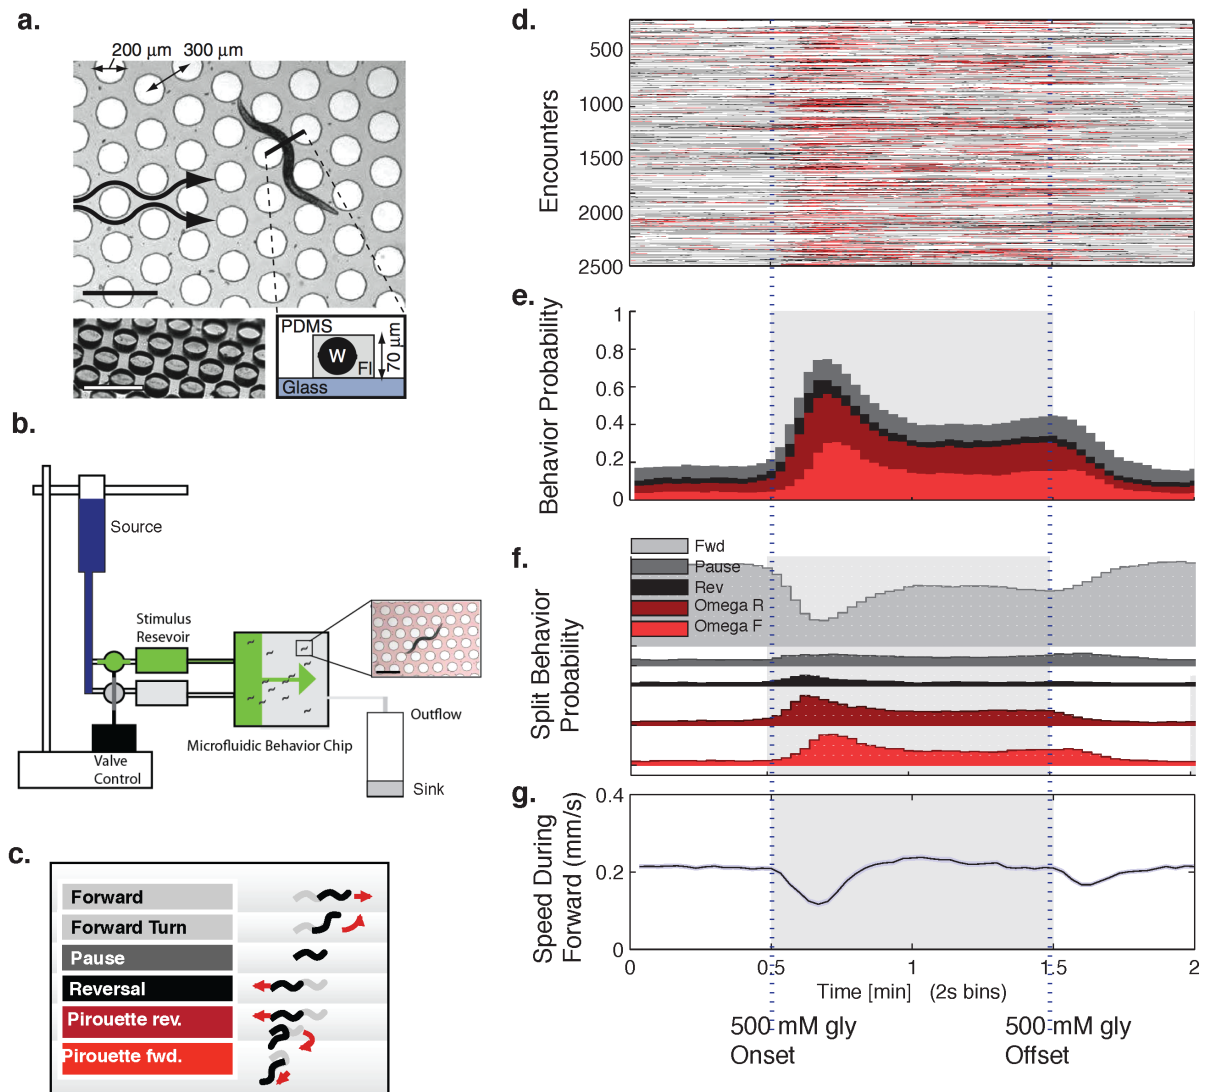 a.
200 µm
300 µm
PDMS
W
Fl
70 µm
Glass
b.
Source
Stimulus
Resevoir
Valve
Control
Microfluidic Behavior Chip
Outflow
Sink
c.
Forward
Forward Turn
Pause
Reversal
Pirouette rev.
Pirouette fwd.
d.
Encounters
500
1000
1500
2000
2500
e.
Behavior Probability
1
0.8
0.6
0.4
0.2
0
f.
Split Behavior
Probability
Fwd
Pause
Rev
Omega R
Omega F
g.
Speed During
Forward (mm/s)
0.4
0.2
0
0
0.5
1
1.5
2
Time [min] (2s bins)
500 mM gly
Onset
500 mM gly
Offset